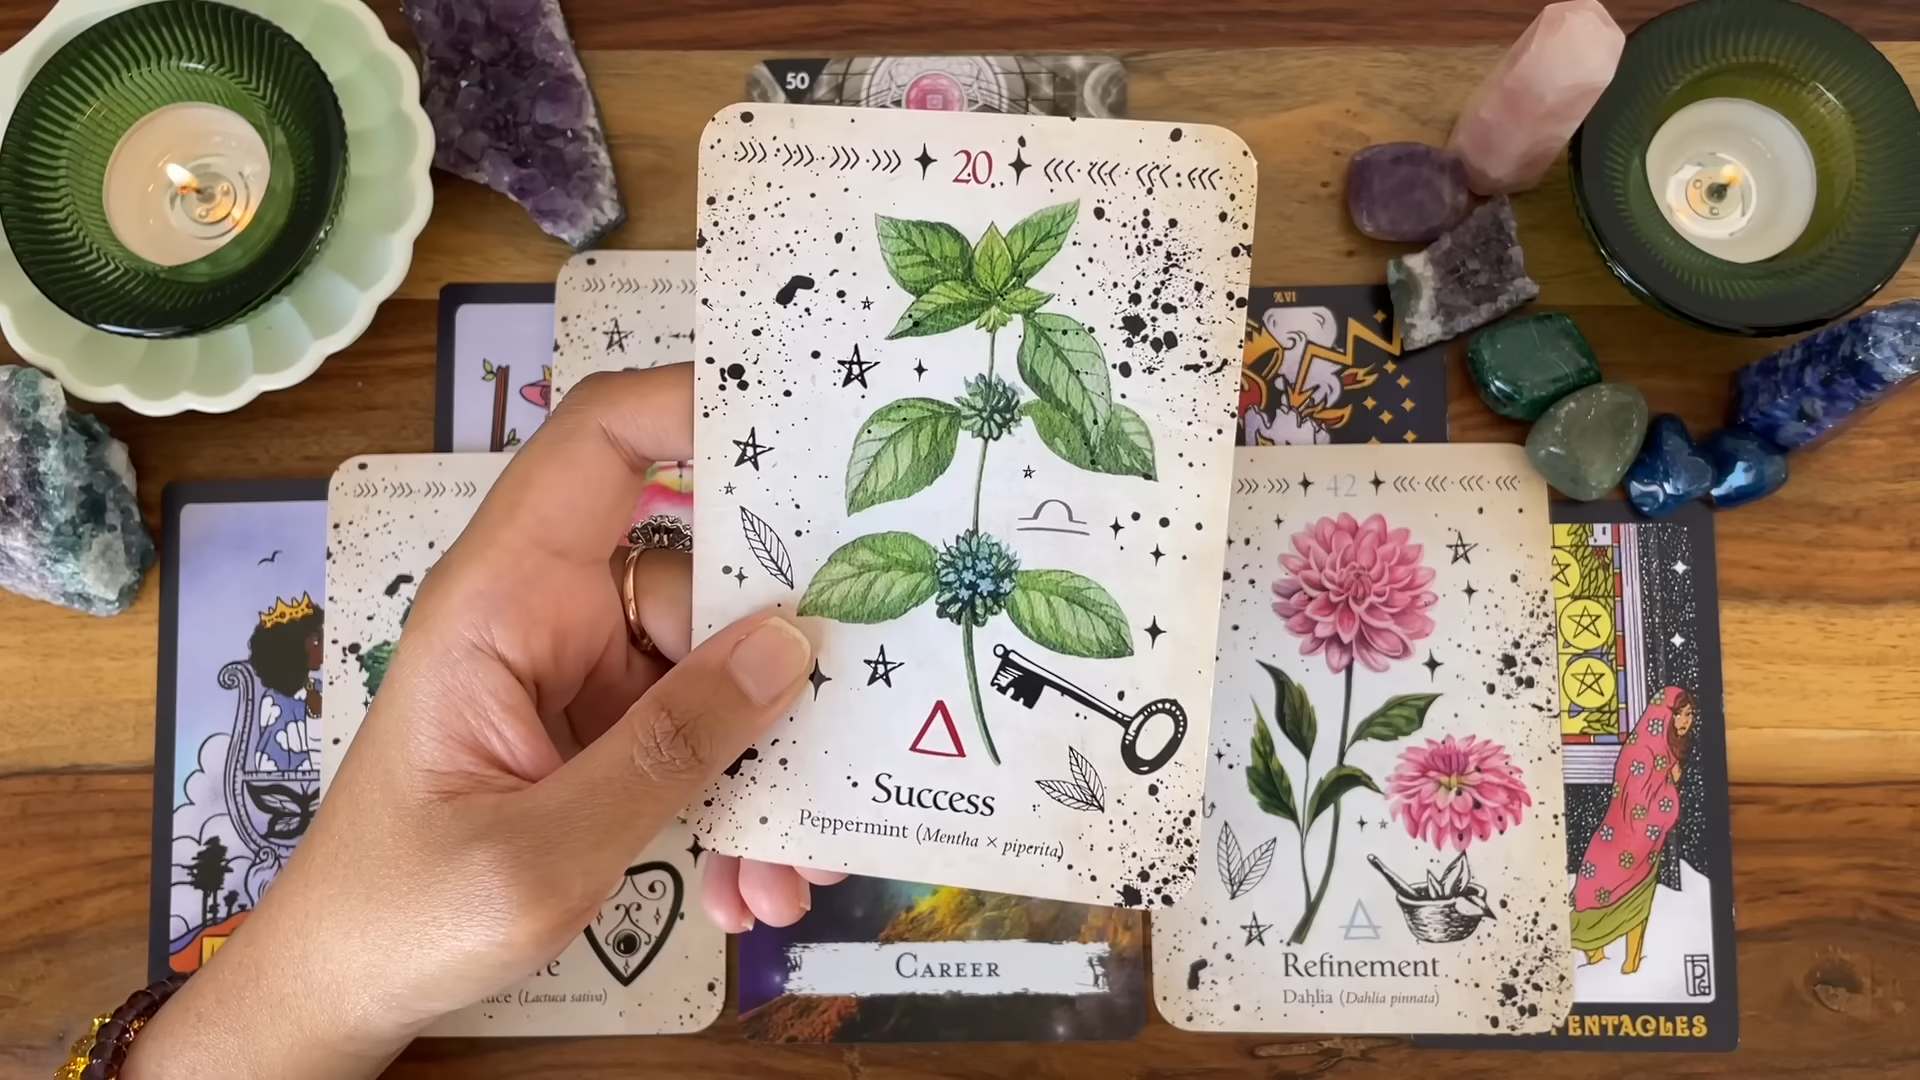 50
20
Success
Peppermint (Mentha × piperita)
XVI
42
Refinement
Dahlia (Dahlia pinnata)
(Lactuca sativa)
CAREER
PENTACLES